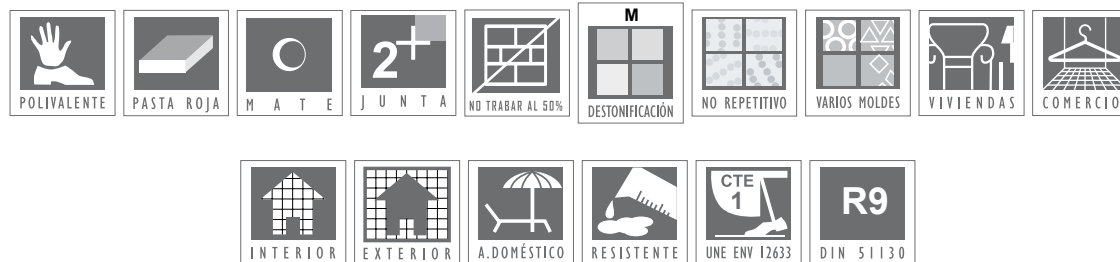 POLIVALENTE
PASTA ROJA
MATE
2+
JUNTA
NO TRABAR AL 50%
M
DESTONIFICACIÓN
NO REPETITIVO
VARIOS MOLDES
VIVIENDAS
COMERCIO
INTERIOR
EXTERIOR
A.DOMÉSTICO
RESISTENTE
CTE
1
UNE ENV 12633
R9
DIN 51130